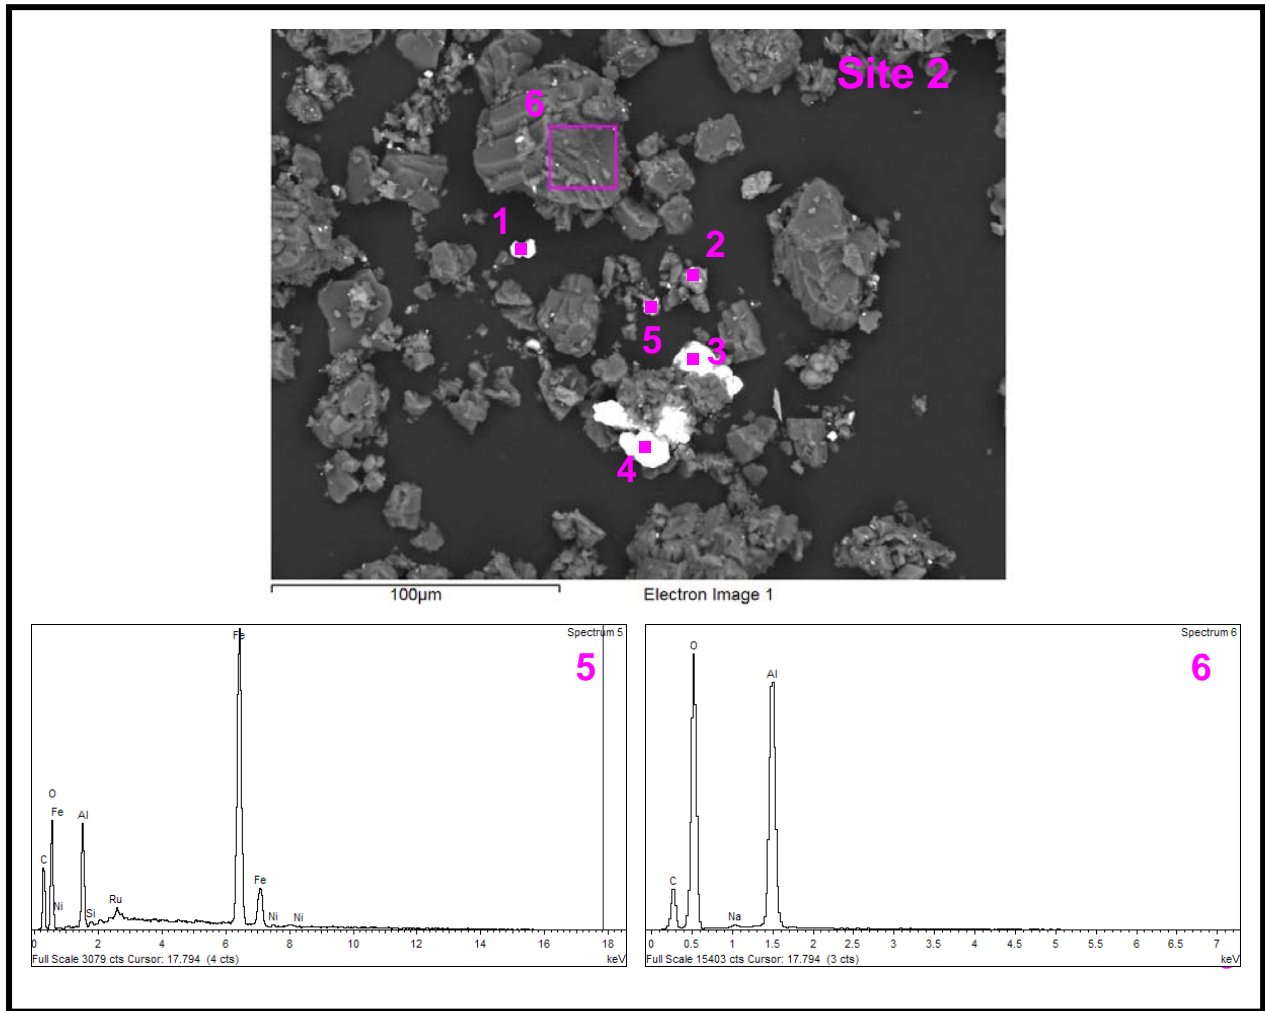 Site 2
6
1
2
5
3
4
100µm
Electron Image 1
Spectrum 5
5
Fe
O
Fe
Al
C
Ni
Si
Ru
Fe
Ni
Ni
0 2 4 6 8 10 12 14 16 18
Full Scale 3079 cts Cursor: 17.794 (4 cts)
keV
Spectrum 6
6
O
Al
C
Na
0 0.5 1 1.5 2 2.5 3 3.5 4 4.5 5 5.5 6 6.5 7
Full Scale 15403 cts Cursor: 17.794 (3 cts)
keV